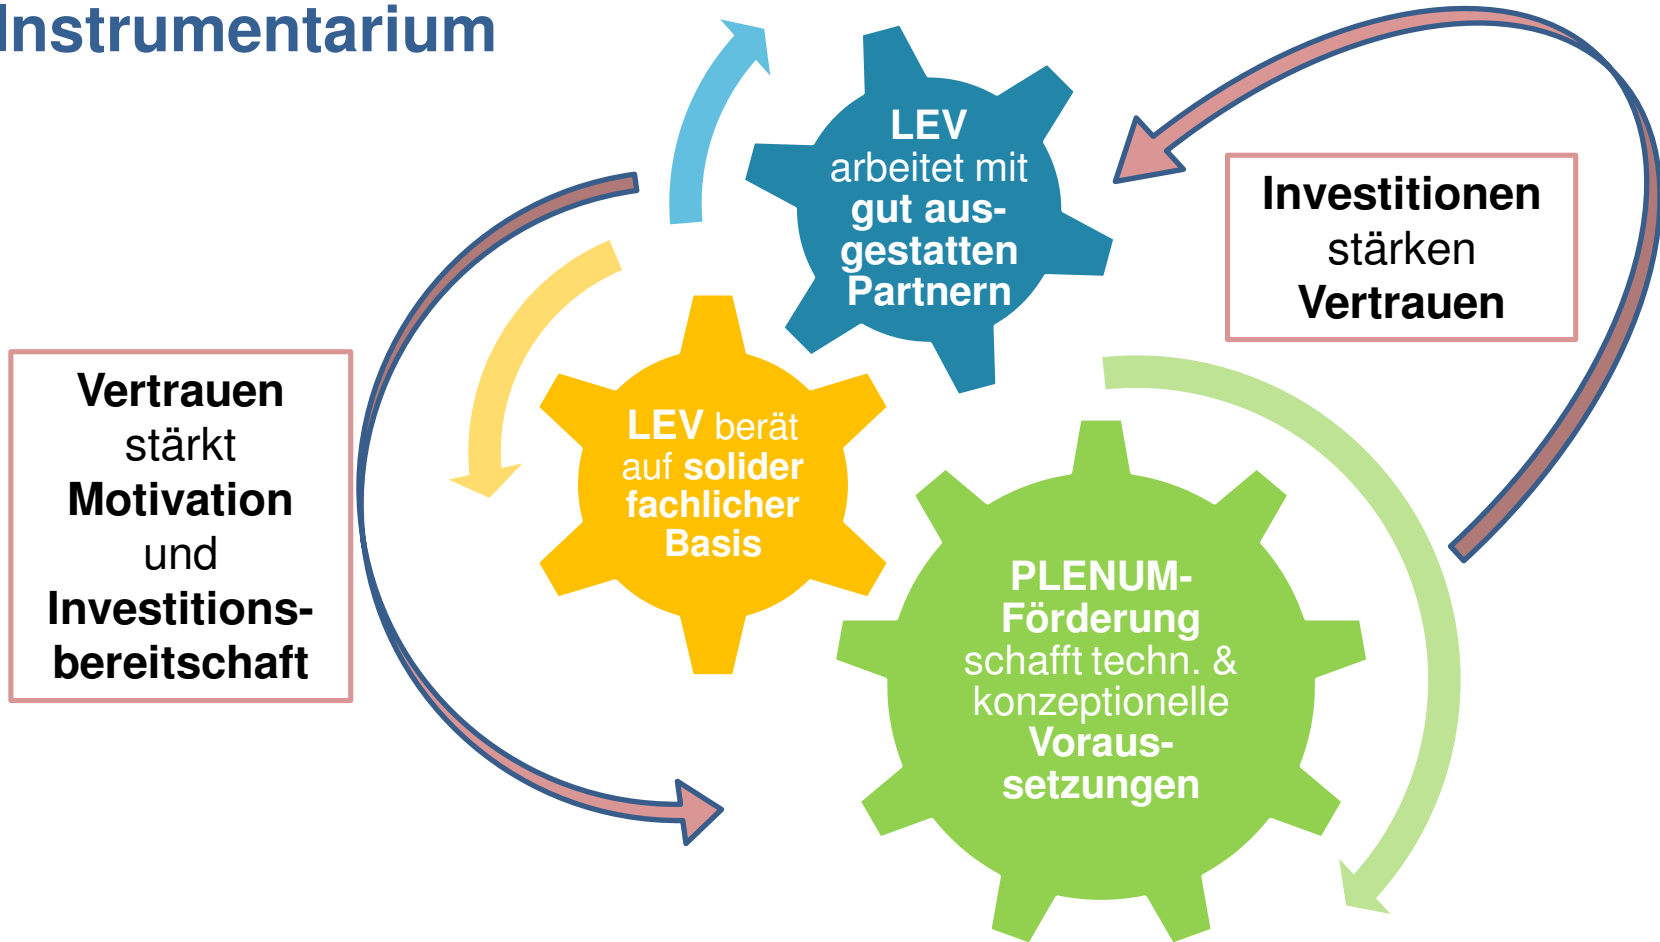 Instrumentarium
LEV
arbeitet mit
gut aus-
gestatten
Partnern
Investitionen
stärken
Vertrauen
Vertrauen
stärkt
Motivation
und
Investitions-
bereitschaft
LEV berät
auf solider
fachlicher
Basis
PLENUM-
Förderung
schafft techn. &
konzeptionelle
Voraus-
setzungen